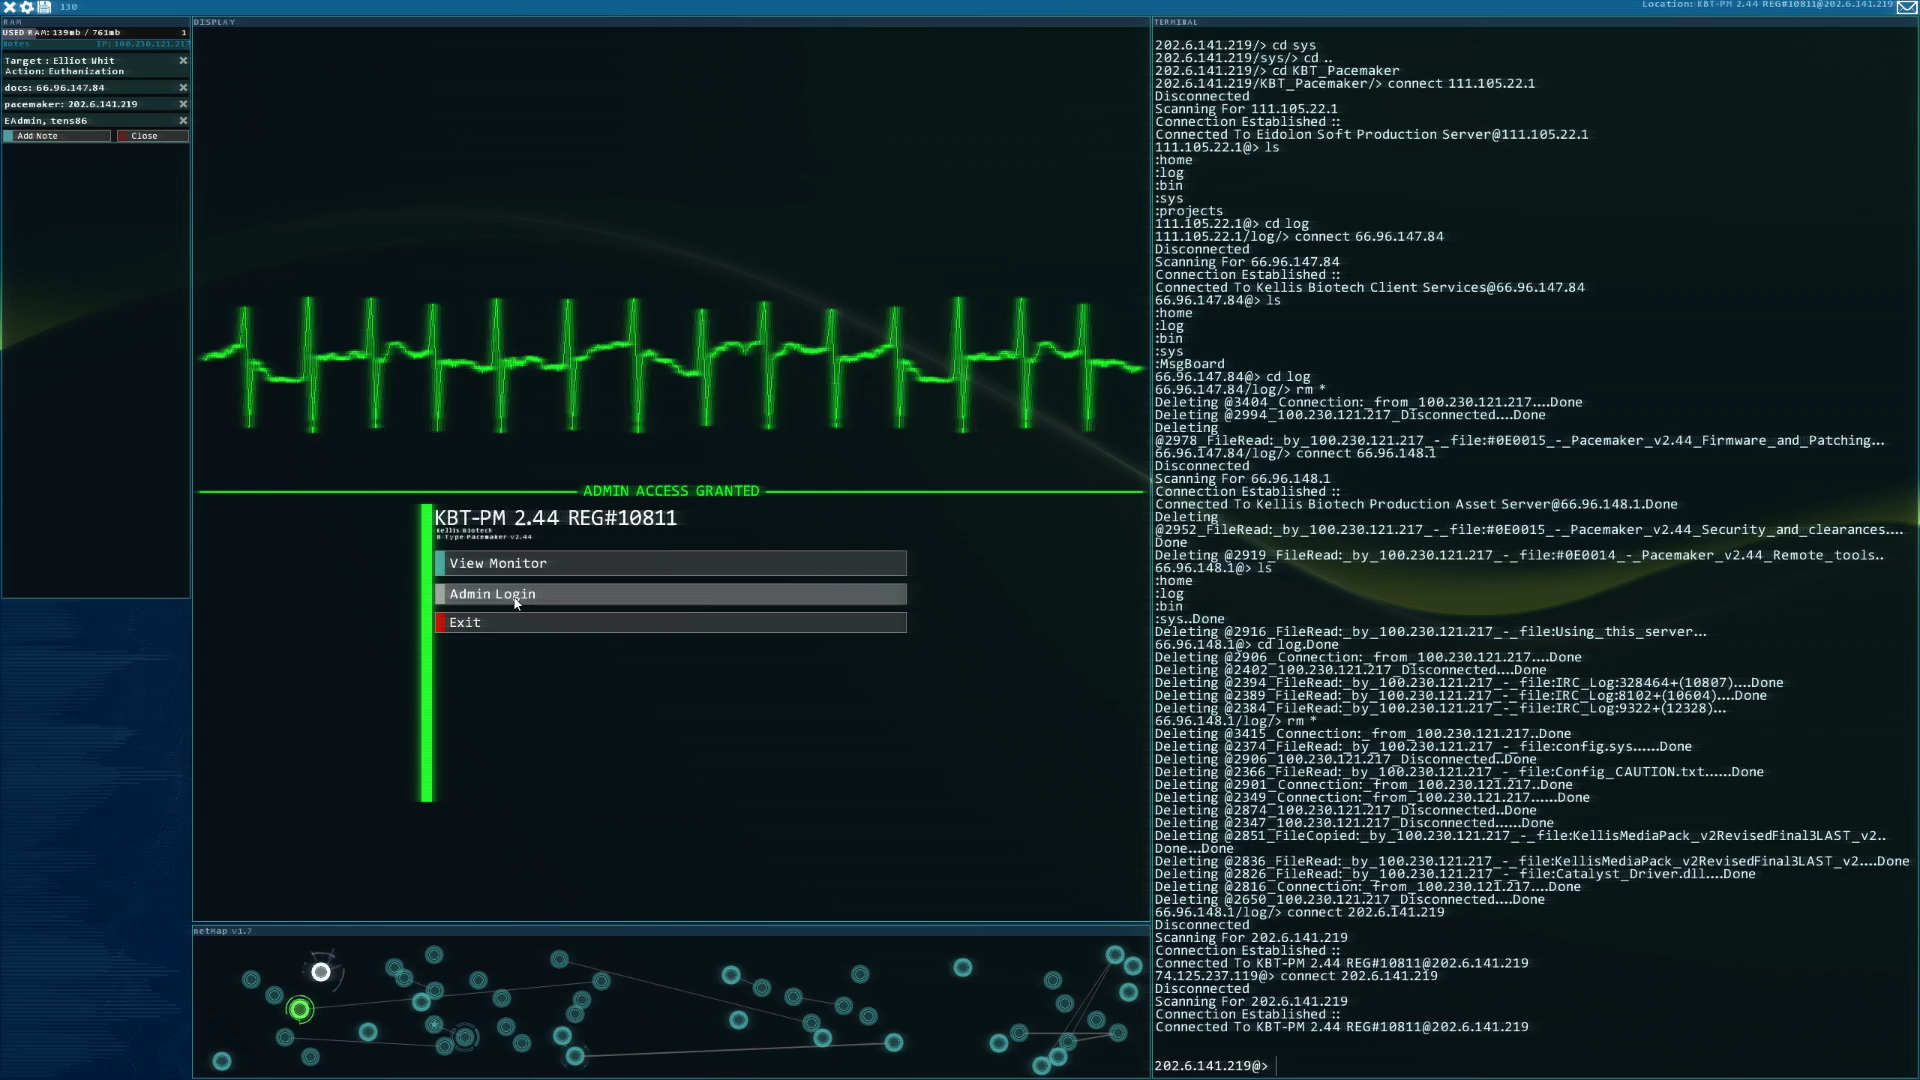 130
Location: KBT-PM 2.44 REG#10811@202.6.141.219
RAM
USED RAM: 139mb / 761mb 1
Notes IP:100.230.121.217
Target : Elliot Whit
Action: Euthanization
docs: 66.96.147.84
pacemaker: 202.6.141.219
EAdmin, tens86
Add Note Close
DISPLAY
ADMIN ACCESS GRANTED
KBT-PM 2.44 REG#10811
Kellis Biotech
B-Type Pacemaker v2.44
View Monitor
Admin Login
Exit
netMap v1.7
TERMINAL
202.6.141.219/> cd sys
202.6.141.219/sys/> cd ..
202.6.141.219/> cd KBT_Pacemaker
202.6.141.219/KBT_Pacemaker/> connect 111.105.22.1
Disconnected
Scanning For 111.105.22.1
Connection Established ::
Connected To Eidolon Soft Production Server@111.105.22.1
111.105.22.1@> ls
:home
:log
:bin
:sys
:projects
111.105.22.1@> cd log
111.105.22.1/log/> connect 66.96.147.84
Disconnected
Scanning For 66.96.147.84
Connection Established ::
Connected To Kellis Biotech Client Services@66.96.147.84
66.96.147.84@> ls
:home
:log
:bin
:sys
:MsgBoard
66.96.147.84@> cd log
66.96.147.84/log/> rm *
Deleting @3404_Connection:_from_100.230.121.217....Done
Deleting @2994_100.230.121.217_Disconnected....Done
Deleting
@2978_FileRead:_by_100.230.121.217_-_file:#0E0015_-_Pacemaker_v2.44_Firmware_and_Patching...
66.96.147.84/log/> connect 66.96.148.1
Disconnected
Scanning For 66.96.148.1
Connection Established ::
Connected To Kellis Biotech Production Asset Server@66.96.148.1.Done
Deleting
@2952_FileRead:_by_100.230.121.217_-_file:#0E0015_-_Pacemaker_v2.44_Security_and_clearances....
Done
Deleting @2919_FileRead:_by_100.230.121.217_-_file:#0E0014_-_Pacemaker_v2.44_Remote_tools..
66.96.148.1@> ls
:home
:log
:bin
:sys..Done
Deleting @2916_FileRead:_by_100.230.121.217_-_file:Using_this_server...
66.96.148.1@> cd log.Done
Deleting @2906_Connection:_from_100.230.121.217....Done
Deleting @2402_100.230.121.217_Disconnected....Done
Deleting @2394_FileRead:_by_100.230.121.217_-_file:IRC_Log:328464+(10807)....Done
Deleting @2389_FileRead:_by_100.230.121.217_-_file:IRC_Log:8102+(10604)....Done
Deleting @2384_FileRead:_by_100.230.121.217_-_file:IRC_Log:9322+(12328)...
66.96.148.1/log/> rm *
Deleting @3415_Connection:_from_100.230.121.217..Done
Deleting @2374_FileRead:_by_100.230.121.217_-_file:config.sys......Done
Deleting @2906_100.230.121.217_Disconnected..Done
Deleting @2366_FileRead:_by_100.230.121.217_-_file:Config_CAUTION.txt......Done
Deleting @2901_Connection:_from_100.230.121.217..Done
Deleting @2349_Connection:_from_100.230.121.217......Done
Deleting @2874_100.230.121.217_Disconnected..Done
Deleting @2347_100.230.121.217_Disconnected......Done
Deleting @2851_FileCopied:_by_100.230.121.217_-_file:KellisMediaPack_v2RevisedFinal3LAST_v2..
Done...Done
Deleting @2836_FileRead:_by_100.230.121.217_-_file:KellisMediaPack_v2RevisedFinal3LAST_v2....Done
Deleting @2826_FileRead:_by_100.230.121.217_-_file:Catalyst_Driver.dll....Done
Deleting @2816_Connection:_from_100.230.121.217....Done
Deleting @2650_100.230.121.217_Disconnected....Done
66.96.148.1/log/> connect 202.6.141.219
Disconnected
Scanning For 202.6.141.219
Connection Established ::
Connected To KBT-PM 2.44 REG#10811@202.6.141.219
74.125.237.119@> connect 202.6.141.219
Disconnected
Scanning For 202.6.141.219
Connection Established ::
Connected To KBT-PM 2.44 REG#10811@202.6.141.219
202.6.141.219@>